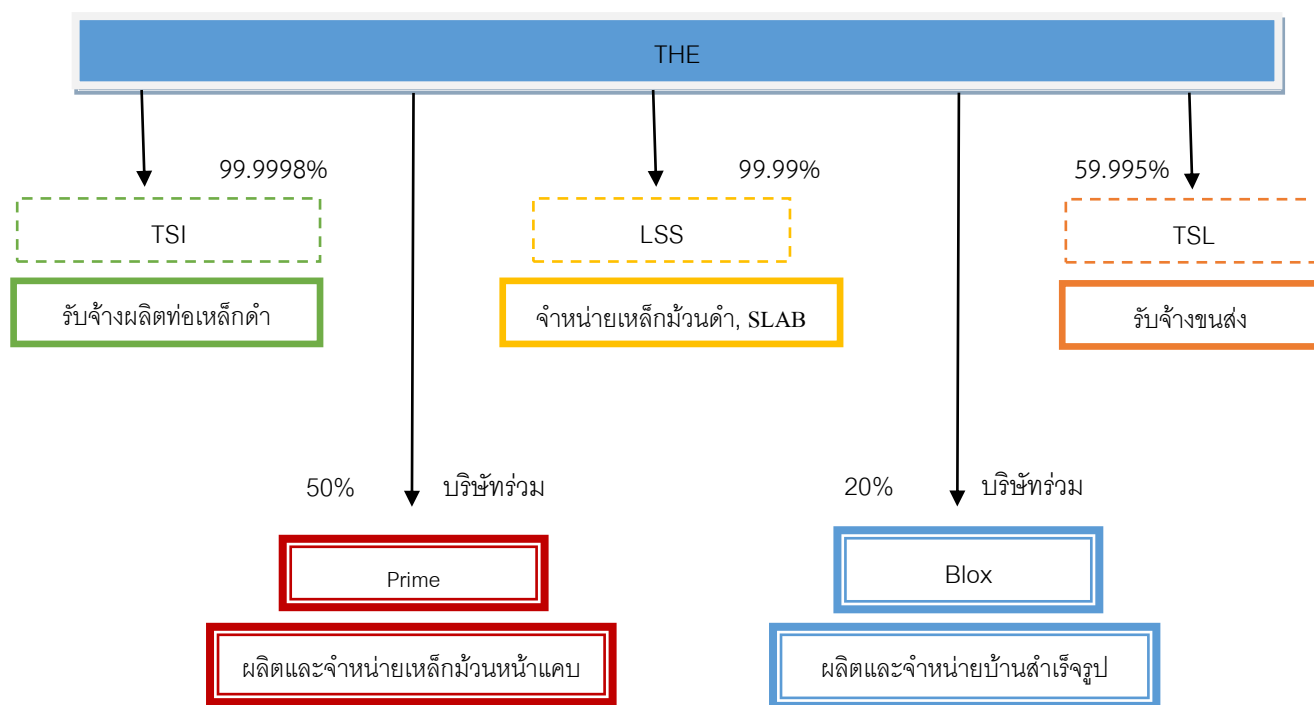 THE
99.9998%
99.99%
59.995%
TSI
LSS
TSL
รับจ้างผลิตท่อเหล็กดำ
จำหน่ายเหล็กม้วนดำ, SLAB
รับจ้างขนส่ง
50%
บริษัทร่วม
20%
บริษัทร่วม
Prime
Blox
ผลิตและจำหน่ายเหล็กม้วนหน้าแคบ
ผลิตและจำหน่ายบ้านสำเร็จรูป